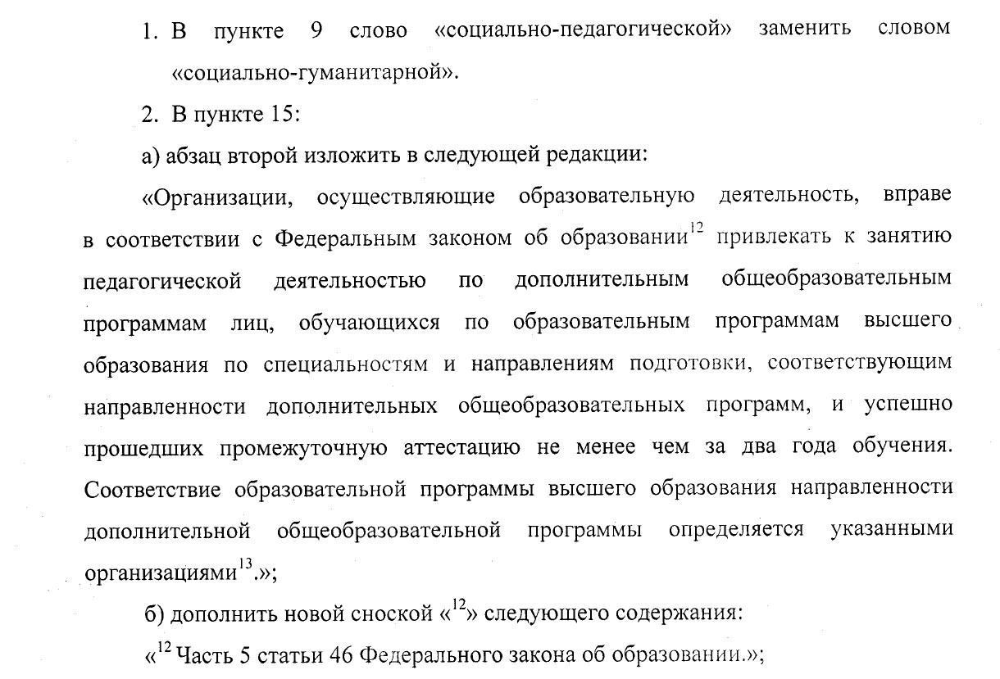 1. В пункте 9 слово «социально-педагогической» заменить словом
«социально-гуманитарной».
2. В пункте 15:
а) абзац второй изложить в следующей редакции:
«Организации, осуществляющие образовательную деятельность, вправе
в соответствии с Федеральным законом об образовании¹² привлекать к занятию
педагогической деятельностью по дополнительным общеобразовательным
программам лиц, обучающихся по образовательным программам высшего
образования по специальностям и направлениям подготовки, соответствующим
направленности дополнительных общеобразовательных программ, и успешно
прошедших промежуточную аттестацию не менее чем за два года обучения.
Соответствие образовательной программы высшего образования направленности
дополнительной общеобразовательной программы определяется указанными
организациями¹³.»;
б) дополнить новой сноской «¹²» следующего содержания:
«¹² Часть 5 статьи 46 Федерального закона об образовании.»;